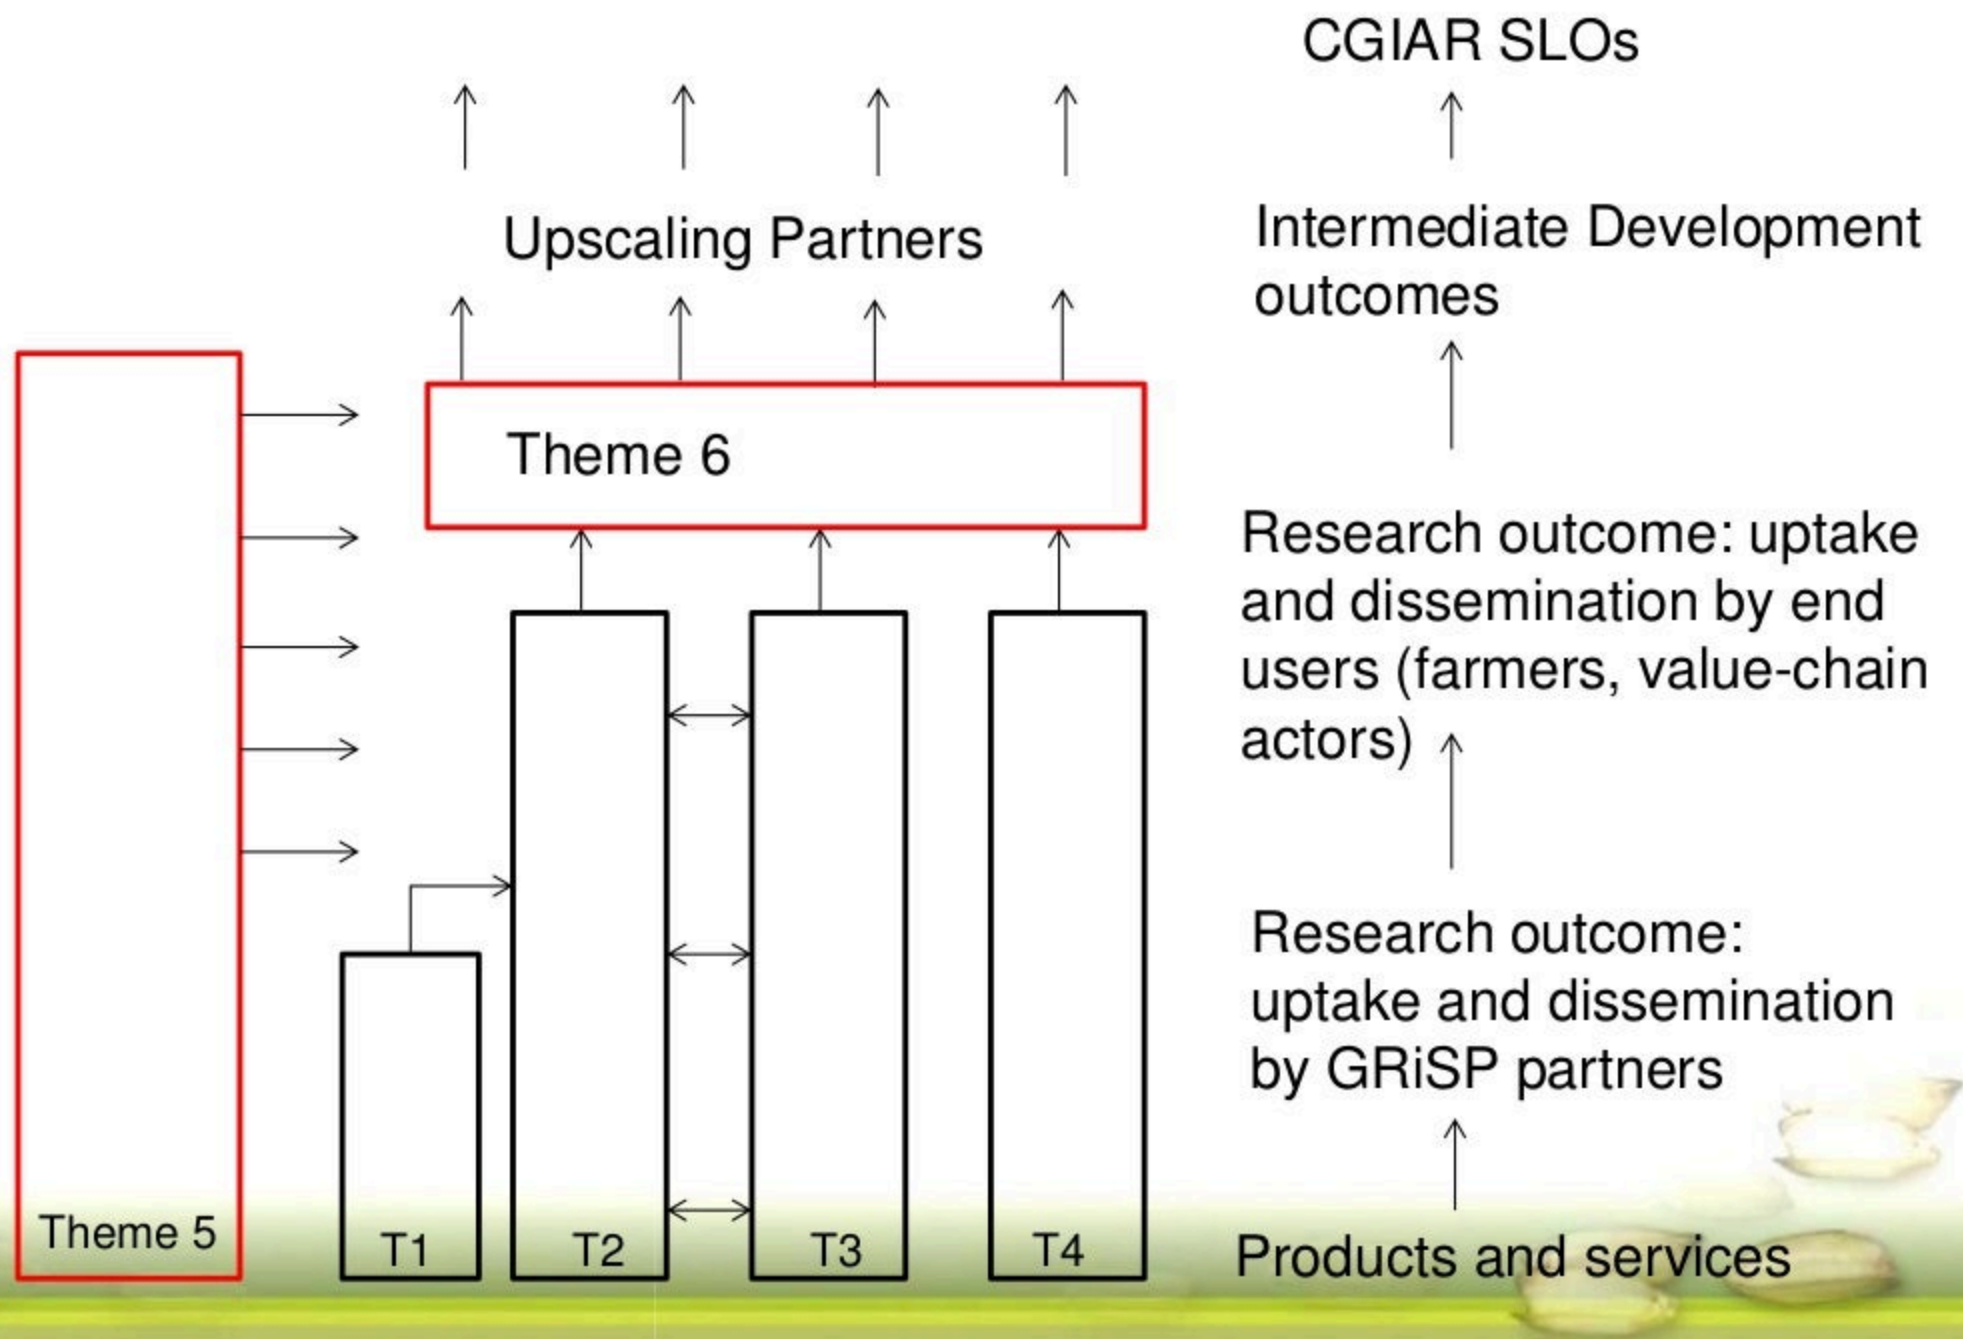 CGIAR SLOs
Upscaling Partners
Intermediate Development
outcomes
Theme 6
Research outcome: uptake
and dissemination by end
users (farmers, value-chain
actors)
Research outcome:
uptake and dissemination
by GRiSP partners
Theme 5
T1
T2
T3
T4
Products and services